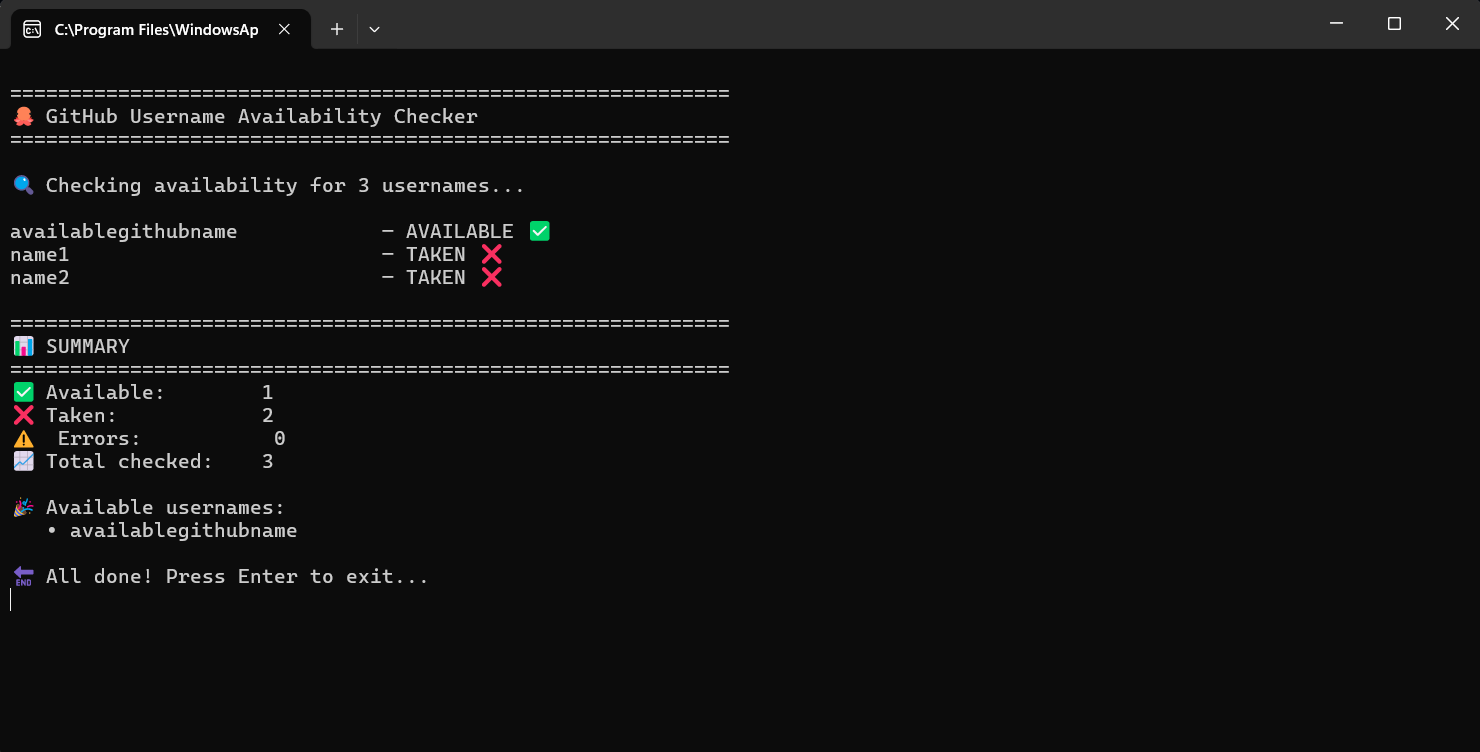 C:\Program Files\WindowsAp
============================================================
🐙 GitHub Username Availability Checker
============================================================
🔍 Checking availability for 3 usernames...
availablegithubname            - AVAILABLE ✅
name1                          - TAKEN ❌
name2                          - TAKEN ❌
============================================================
📊 SUMMARY
============================================================
✅ Available:        1
❌ Taken:            2
⚠️  Errors:           0
📈 Total checked:    3
🎉 Available usernames:
   • availablegithubname
🔚 All done! Press Enter to exit...